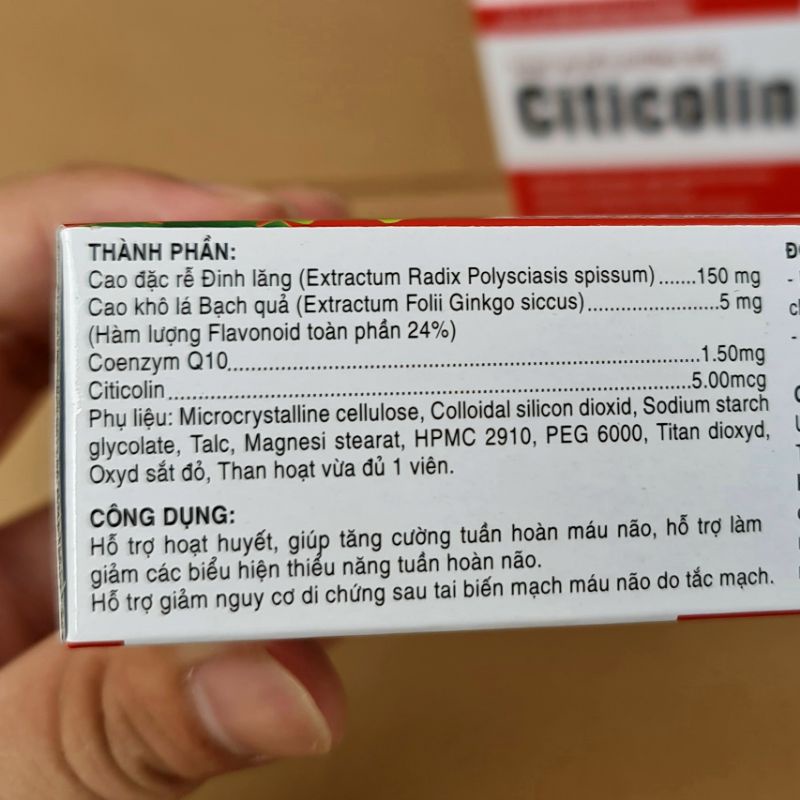 Citicolin
THÀNH PHẦN:
Cao đặc rễ Đinh lăng (Extractum Radix Polysciasis spissum).......150 mg
Cao khô lá Bạch quả (Extractum Folii Ginkgo siccus).........................5 mg
(Hàm lượng Flavonoid toàn phần 24%)
Coenzym Q10..............................................................................1.50mg
Citicolin.......................................................................................5.00mcg
Phụ liệu: Microcrystalline cellulose, Colloidal silicon dioxid, Sodium starch
glycolate, Talc, Magnesi stearat, HPMC 2910, PEG 6000, Titan dioxyd,
Oxyd sắt đỏ, Than hoạt vừa đủ 1 viên.
CÔNG DỤNG:
Hỗ trợ hoạt huyết, giúp tăng cường tuần hoàn máu não, hỗ trợ làm
giảm các biểu hiện thiểu năng tuần hoàn não.
Hỗ trợ giảm nguy cơ di chứng sau tai biến mạch máu não do tắc mạch.